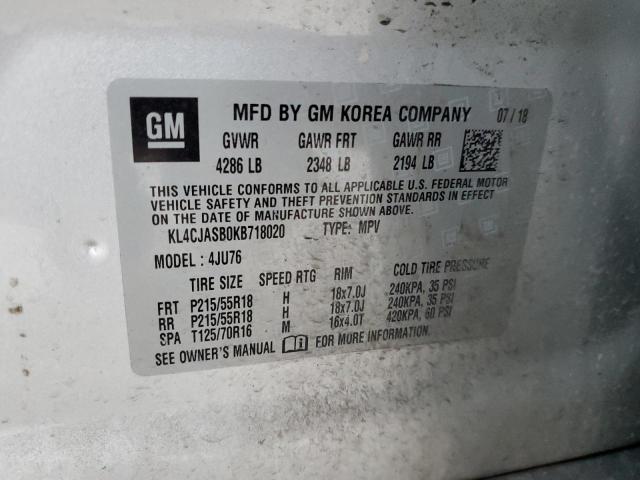 GM MFD BY GM KOREA COMPANY 07/18
GVWR GAWR FRT GAWR RR
4286 LB 2348 LB 2194 LB
THIS VEHICLE CONFORMS TO ALL APPLICABLE U.S. FEDERAL MOTOR
VEHICLE SAFETY AND THEFT PREVENTION STANDARDS IN EFFECT
ON THE DATE OF MANUFACTURE SHOWN ABOVE.
KL4CJASB0KB718020 TYPE: MPV
MODEL : 4JU76
TIRE SIZE SPEED RTG RIM COLD TIRE PRESSURE
FRT P215/55R18 H 18x7.0J 240KPA, 35 PSI
RR P215/55R18 H 18x7.0J 240KPA, 35 PSI
SPA T125/70R16 M 16x4.0T 420KPA, 60 PSI
SEE OWNER'S MANUAL FOR MORE INFORMATION.